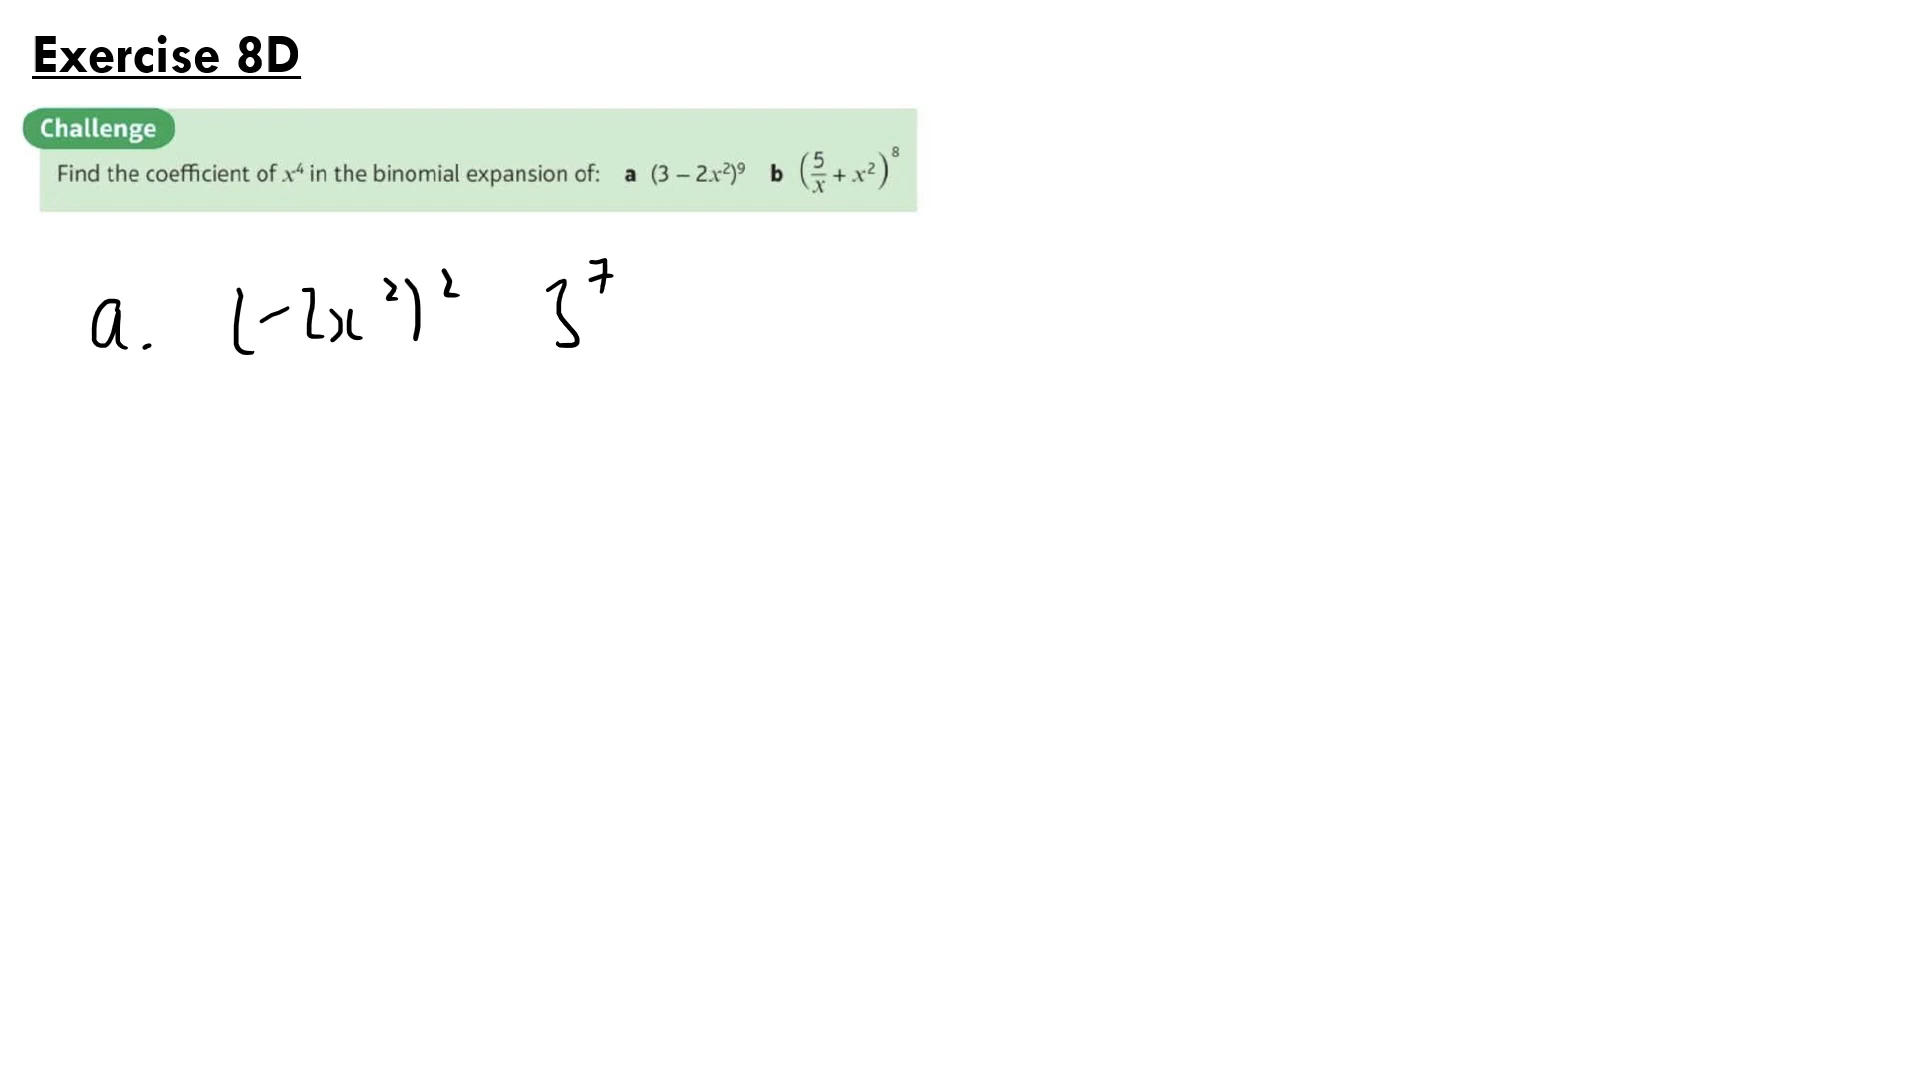 Exercise 8D
Challenge
Find the coefficient of x⁴ in the binomial expansion of: a (3 – 2x²)⁹ b (5/x + x²)⁸
a. (-2x²)² 3⁷